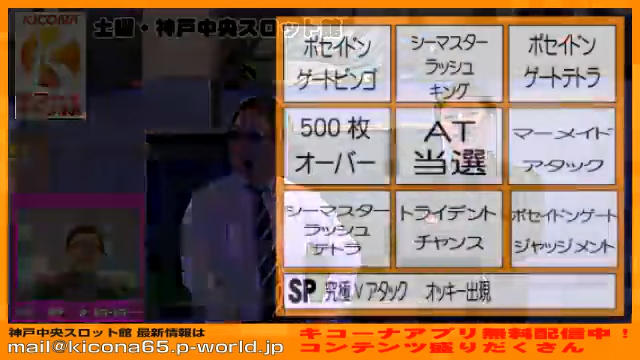 KICONA
土曜・神戸中央スロット館
ポセイドン
ゲートビンゴ
シーマスター
ラッシュ
キング
ポセイドン
ゲートテトラ
500枚
オーバー
AT
当選
マーメイド
アタック
シーマスター
ラッシュ
テトラ
トライデント
チャンス
ポセイドンゲート
ジャッジメント
SP 究極Vアタック オッキー出現
神戸中央スロット館 最新情報は
mail@kicona65.p-world.jp
キコーナアプリ無料配信中！
コンテンツ盛りだくさん